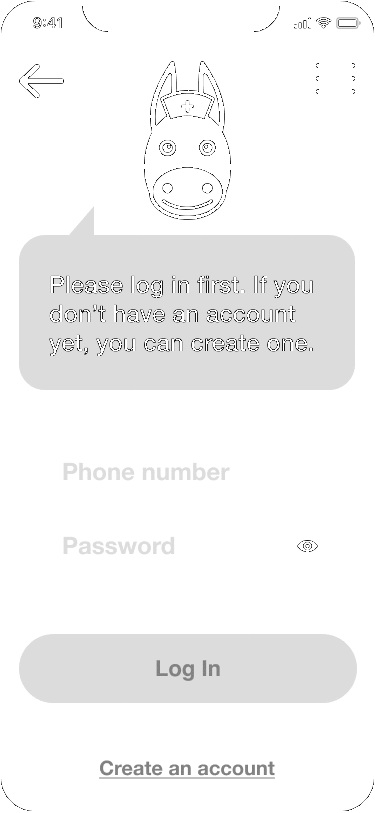 9:41
Please log in first. If you
don't have an account
yet, you can create one.
Phone number
Password
Log In
Create an account